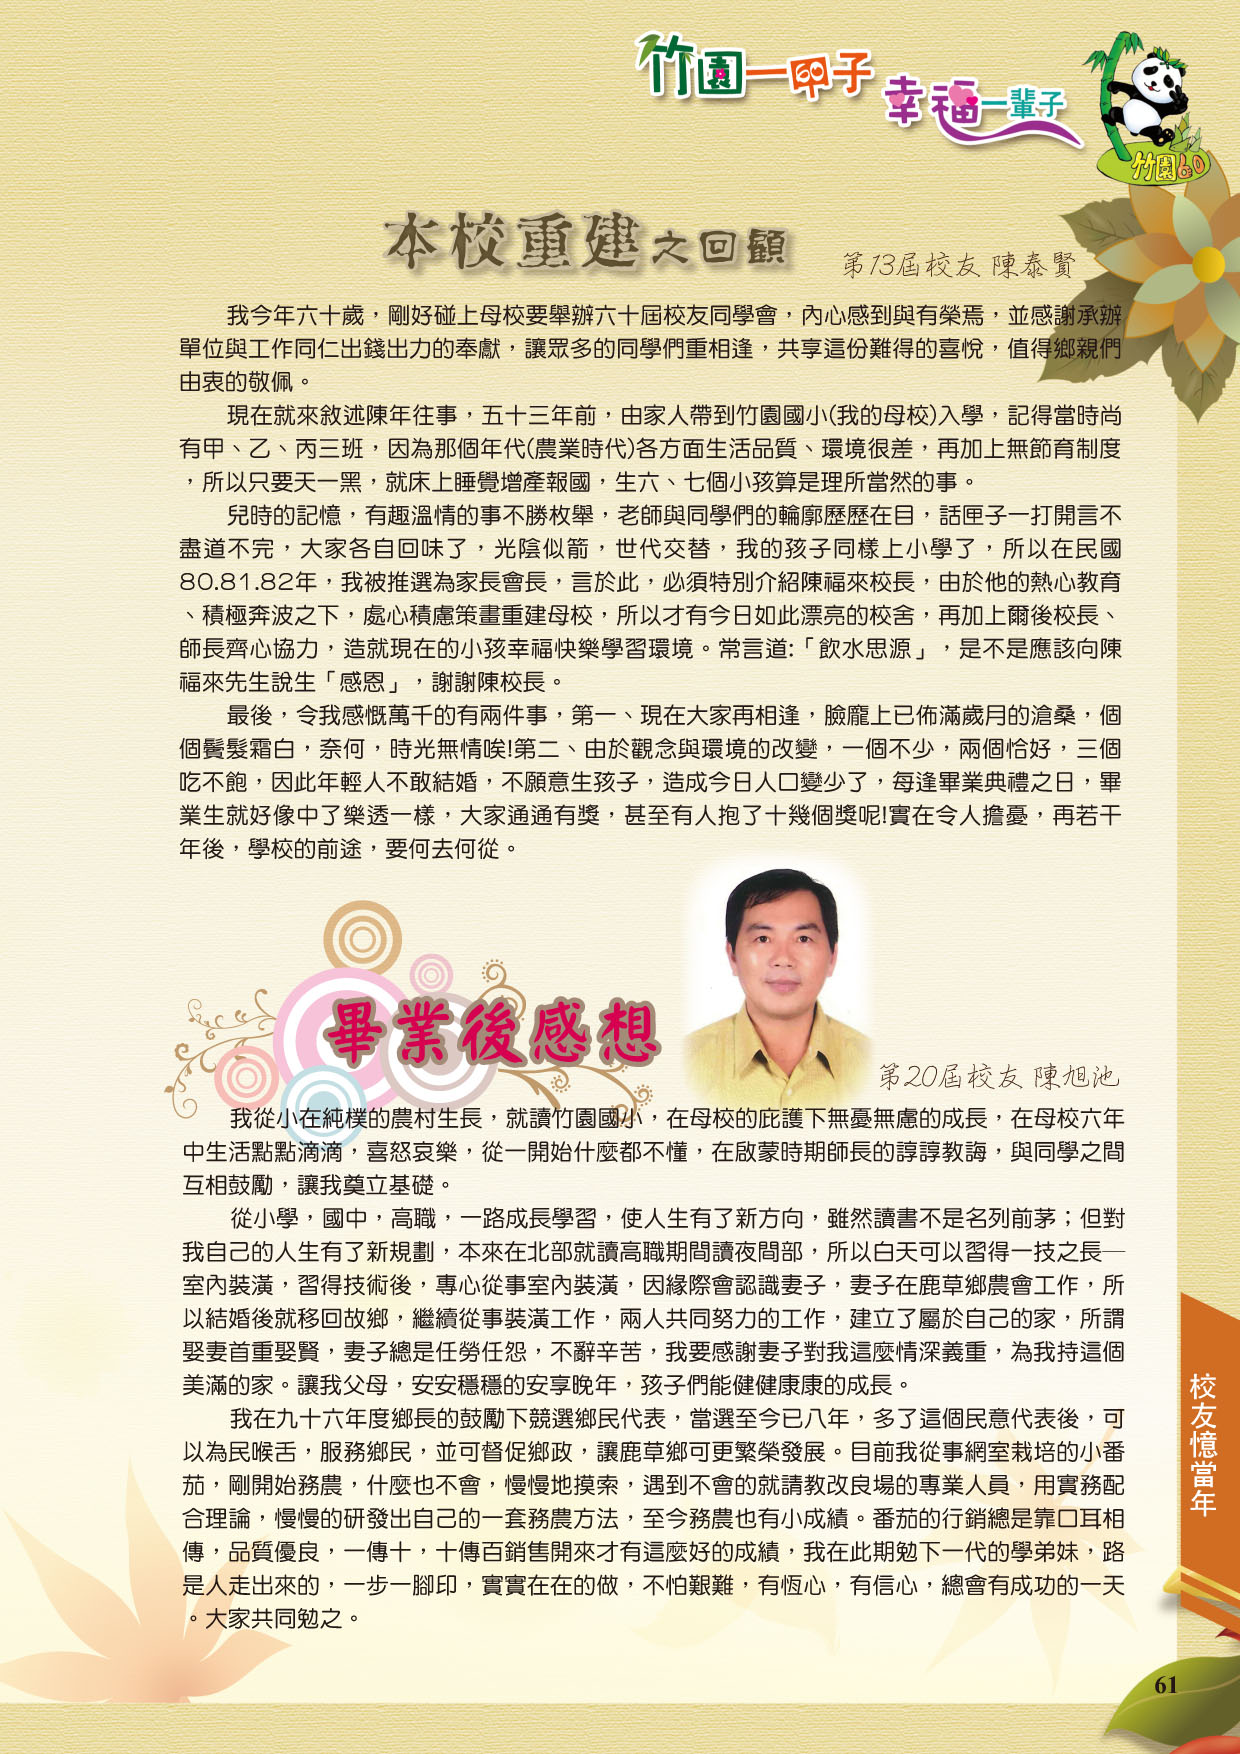 竹園一甲子
幸福一輩子
竹園60
本校重建之回顧
第13屆校友 陳泰賢
我今年六十歲，剛好碰上母校要舉辦六十屆校友同學會，內心感到與有榮焉，並感謝承辦
單位與工作同仁出錢出力的奉獻，讓眾多的同學們重相逢，共享這份難得的喜悅，值得鄉親們
由衷的敬佩。
現在就來敘述陳年往事，五十三年前，由家人帶到竹園國小(我的母校)入學，記得當時尚
有甲、乙、丙三班，因為那個年代(農業時代)各方面生活品質、環境很差，再加上無節育制度
，所以只要天一黑，就床上睡覺增產報國，生六、七個小孩算是理所當然的事。
兒時的記憶，有趣溫情的事不勝枚舉，老師與同學們的輪廓歷歷在目，話匣子一打開言不
盡道不完，大家各自回味了，光陰似箭，世代交替，我的孩子同樣上小學了，所以在民國
80.81.82年，我被推選為家長會長，言於此，必須特別介紹陳福來校長，由於他的熱心教育
、積極奔波之下，處心積慮策畫重建母校，所以才有今日如此漂亮的校舍，再加上爾後校長、
師長齊心協力，造就現在的小孩幸福快樂學習環境。常言道:「飲水思源」，是不是應該向陳
福來先生說生「感恩」，謝謝陳校長。
最後，令我感慨萬千的有兩件事，第一、現在大家再相逢，臉龐上已佈滿歲月的滄桑，個
個鬢髮霜白，奈何，時光無情唉!第二、由於觀念與環境的改變，一個不少，兩個恰好，三個
吃不飽，因此年輕人不敢結婚，不願意生孩子，造成今日人口變少了，每逢畢業典禮之日，畢
業生就好像中了樂透一樣，大家通通有獎，甚至有人抱了十幾個獎呢!實在令人擔憂，再若干
年後，學校的前途，要何去何從。
畢業後感想
第20屆校友 陳旭池
我從小在純樸的農村生長，就讀竹園國小，在母校的庇護下無憂無慮的成長，在母校六年
中生活點點滴滴，喜怒哀樂，從一開始什麼都不懂，在啟蒙時期師長的諄諄教誨，與同學之間
互相鼓勵，讓我奠立基礎。
從小學，國中，高職，一路成長學習，使人生有了新方向，雖然讀書不是名列前茅；但對
我自己的人生有了新規劃，本來在北部就讀高職期間讀夜間部，所以白天可以習得一技之長─
室內裝潢，習得技術後，專心從事室內裝潢，因緣際會認識妻子，妻子在鹿草鄉農會工作，所
以結婚後就移回故鄉，繼續從事裝潢工作，兩人共同努力的工作，建立了屬於自己的家，所謂
娶妻首重娶賢，妻子總是任勞任怨，不辭辛苦，我要感謝妻子對我這麼情深義重，為我持這個
美滿的家。讓我父母，安安穩穩的安享晚年，孩子們能健健康康的成長。
我在九十六年度鄉長的鼓勵下競選鄉民代表，當選至今已八年，多了這個民意代表後，可
以為民喉舌，服務鄉民，並可督促鄉政，讓鹿草鄉可更繁榮發展。目前我從事網室栽培的小番
茄，剛開始務農，什麼也不會，慢慢地摸索，遇到不會的就請教改良場的專業人員，用實務配
合理論，慢慢的研發出自己的一套務農方法，至今務農也有小成績。番茄的行銷總是靠口耳相
傳，品質優良，一傳十，十傳百銷售開來才有這麼好的成績，我在此期勉下一代的學弟妹，路
是人走出來的，一步一腳印，實實在在的做，不怕艱難，有恆心，有信心，總會有成功的一天
。大家共同勉之。
校友憶當年
61